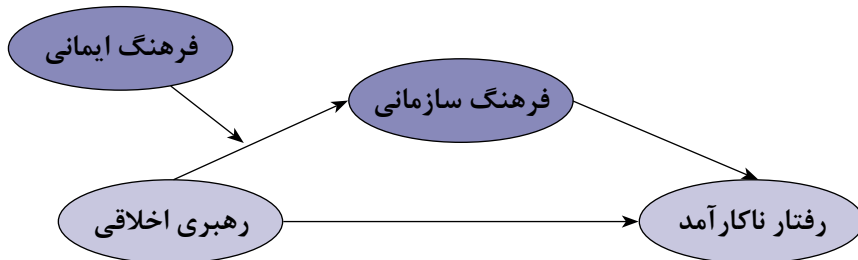 فرهنگ ایمانی
فرهنگ سازمانی
رهبری اخلاقی
رفتار ناکارآمد